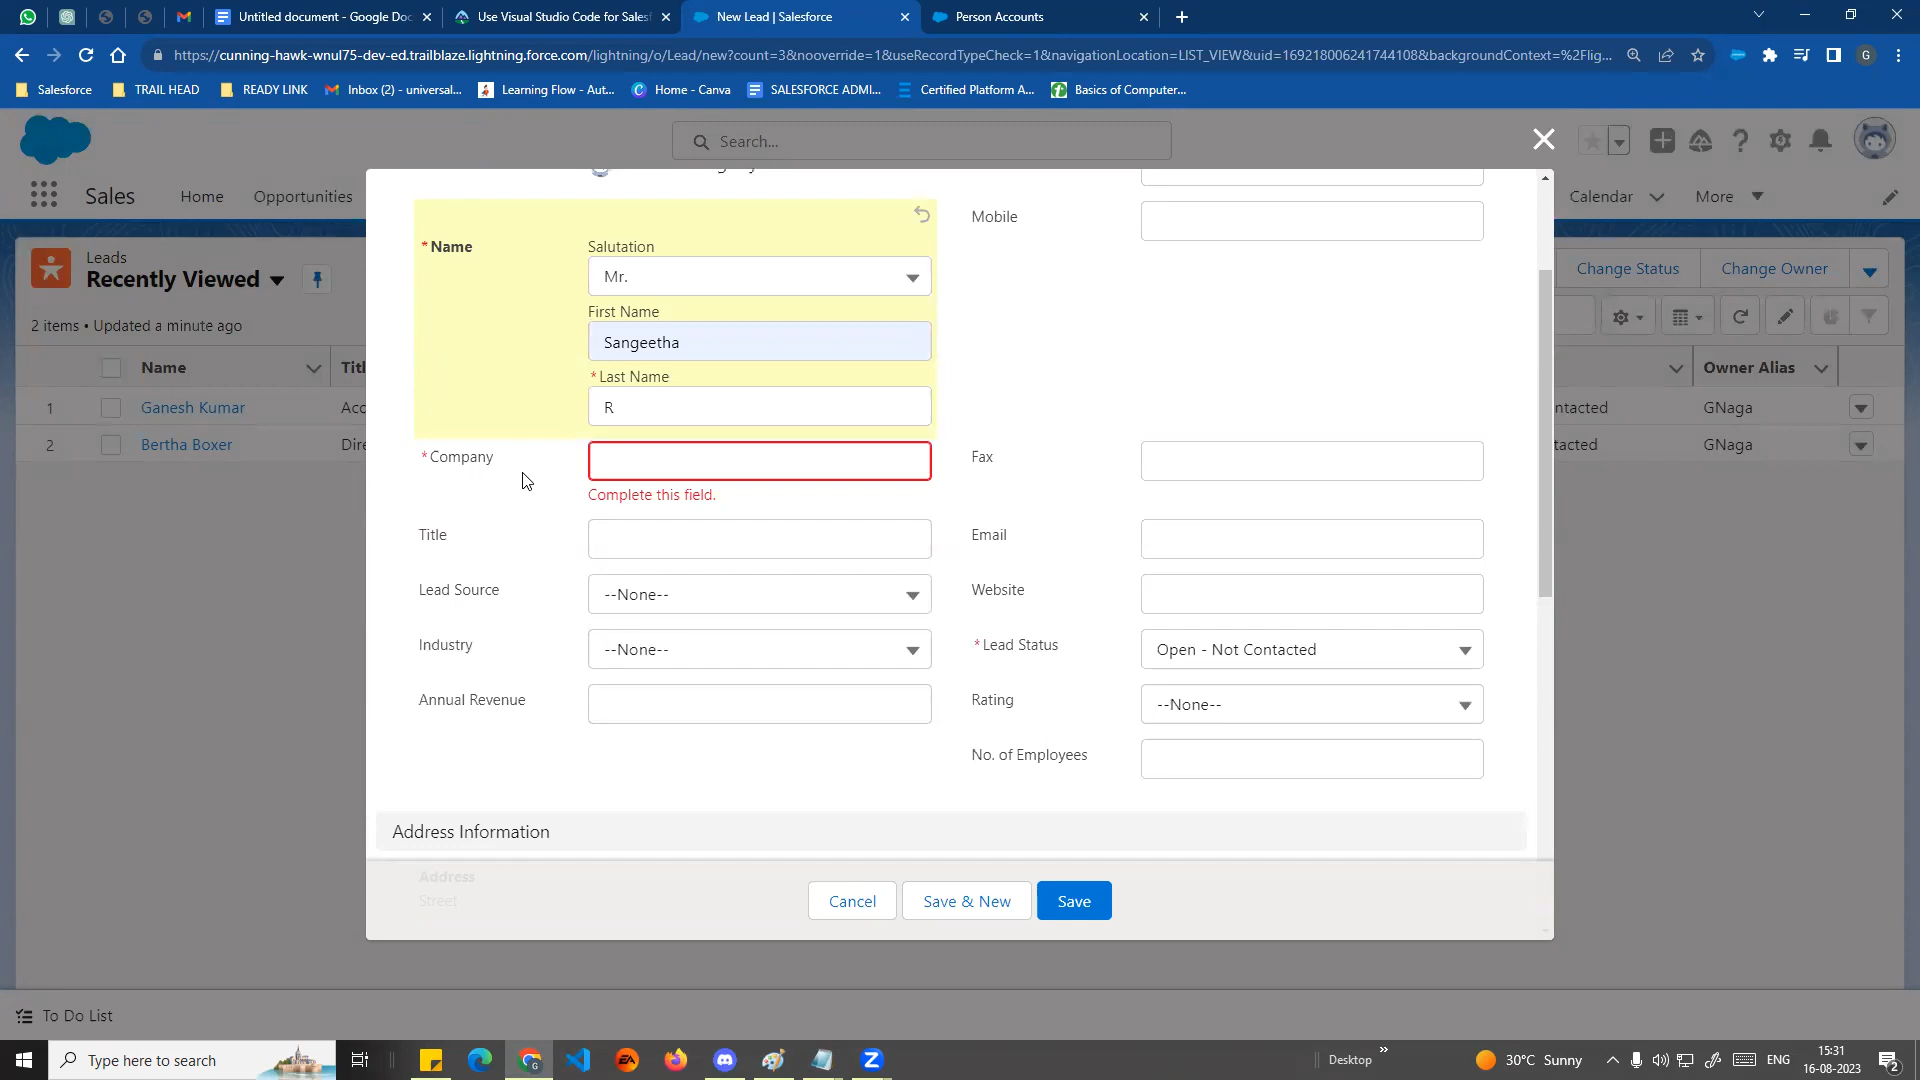 Untitled document - Google Doc
Use Visual Studio Code for Salesf
New Lead | Salesforce
Person Accounts
https://cunning-hawk-wnul75-dev-ed.trailblaze.lightning.force.com/lightning/o/Lead/new?count=3&nooverride=1&useRecordTypeCheck=1&navigationLocation=LIST_VIEW&uid=169218006241744108&backgroundContext=%2Flig...
G
Salesforce
TRAIL HEAD
READY LINK
Inbox (2) - universal...
Learning Flow - Aut...
Home - Canva
SALESFORCE ADMI...
Certified Platform A...
Basics of Computer...
Search...
Sales
Home
Opportunities
Calendar
More
Leads
Recently Viewed
2 items • Updated a minute ago
Change Status
Change Owner
Name
Titl
Owner Alias
1
Ganesh Kumar
Acc
ntacted
GNaga
2
Bertha Boxer
Dire
tacted
GNaga
Mobile
*Name
Salutation
Mr.
First Name
Sangeetha
*Last Name
R
*Company
Complete this field.
Fax
Title
Email
Lead Source
--None--
Website
Industry
--None--
*Lead Status
Open - Not Contacted
Annual Revenue
Rating
--None--
No. of Employees
Address Information
Address
Street
Cancel
Save & New
Save
To Do List
Type here to search
Desktop
30°C Sunny
ENG
15:31
16-08-2023
2